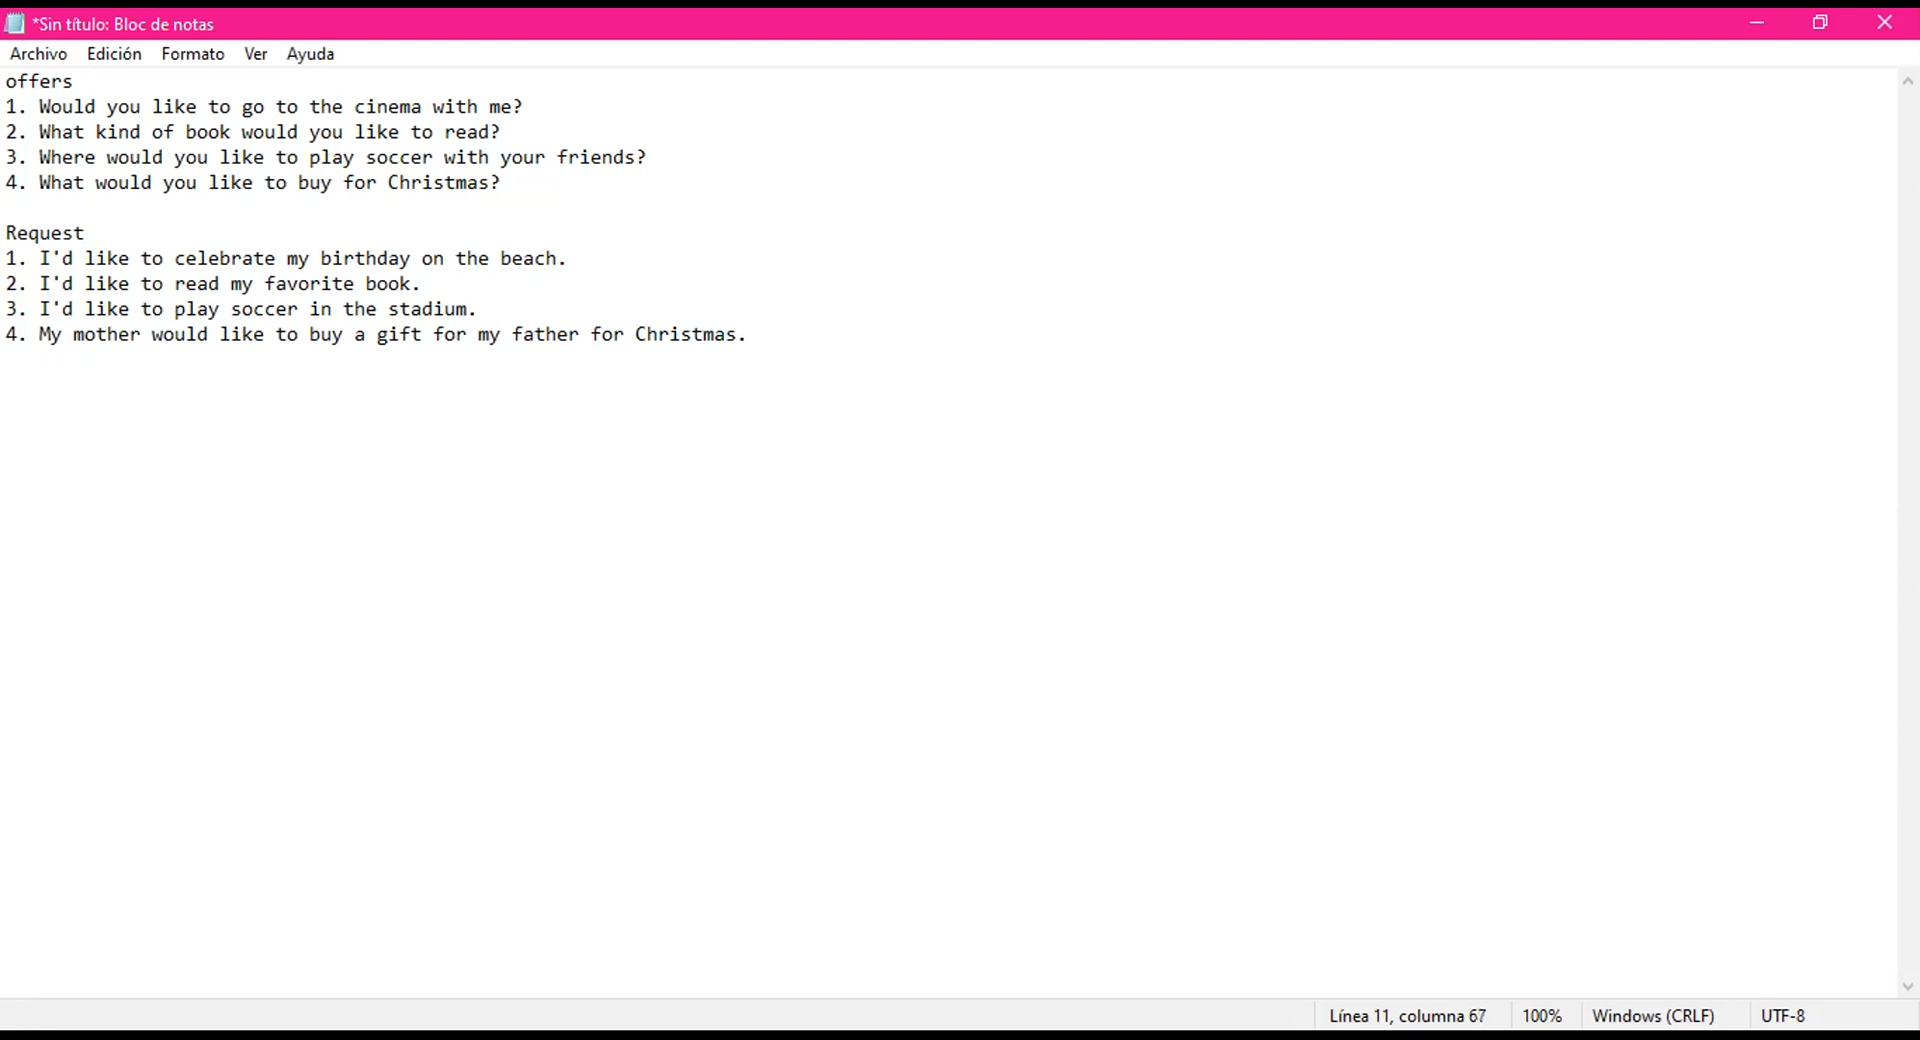 *Sin título: Bloc de notas
Archivo Edición Formato Ver Ayuda
offers
1. Would you like to go to the cinema with me?
2. What kind of book would you like to read?
3. Where would you like to play soccer with your friends?
4. What would you like to buy for Christmas?
Request
1. I'd like to celebrate my birthday on the beach.
2. I'd like to read my favorite book.
3. I'd like to play soccer in the stadium.
4. My mother would like to buy a gift for my father for Christmas.
Línea 11, columna 67 100% Windows (CRLF) UTF-8